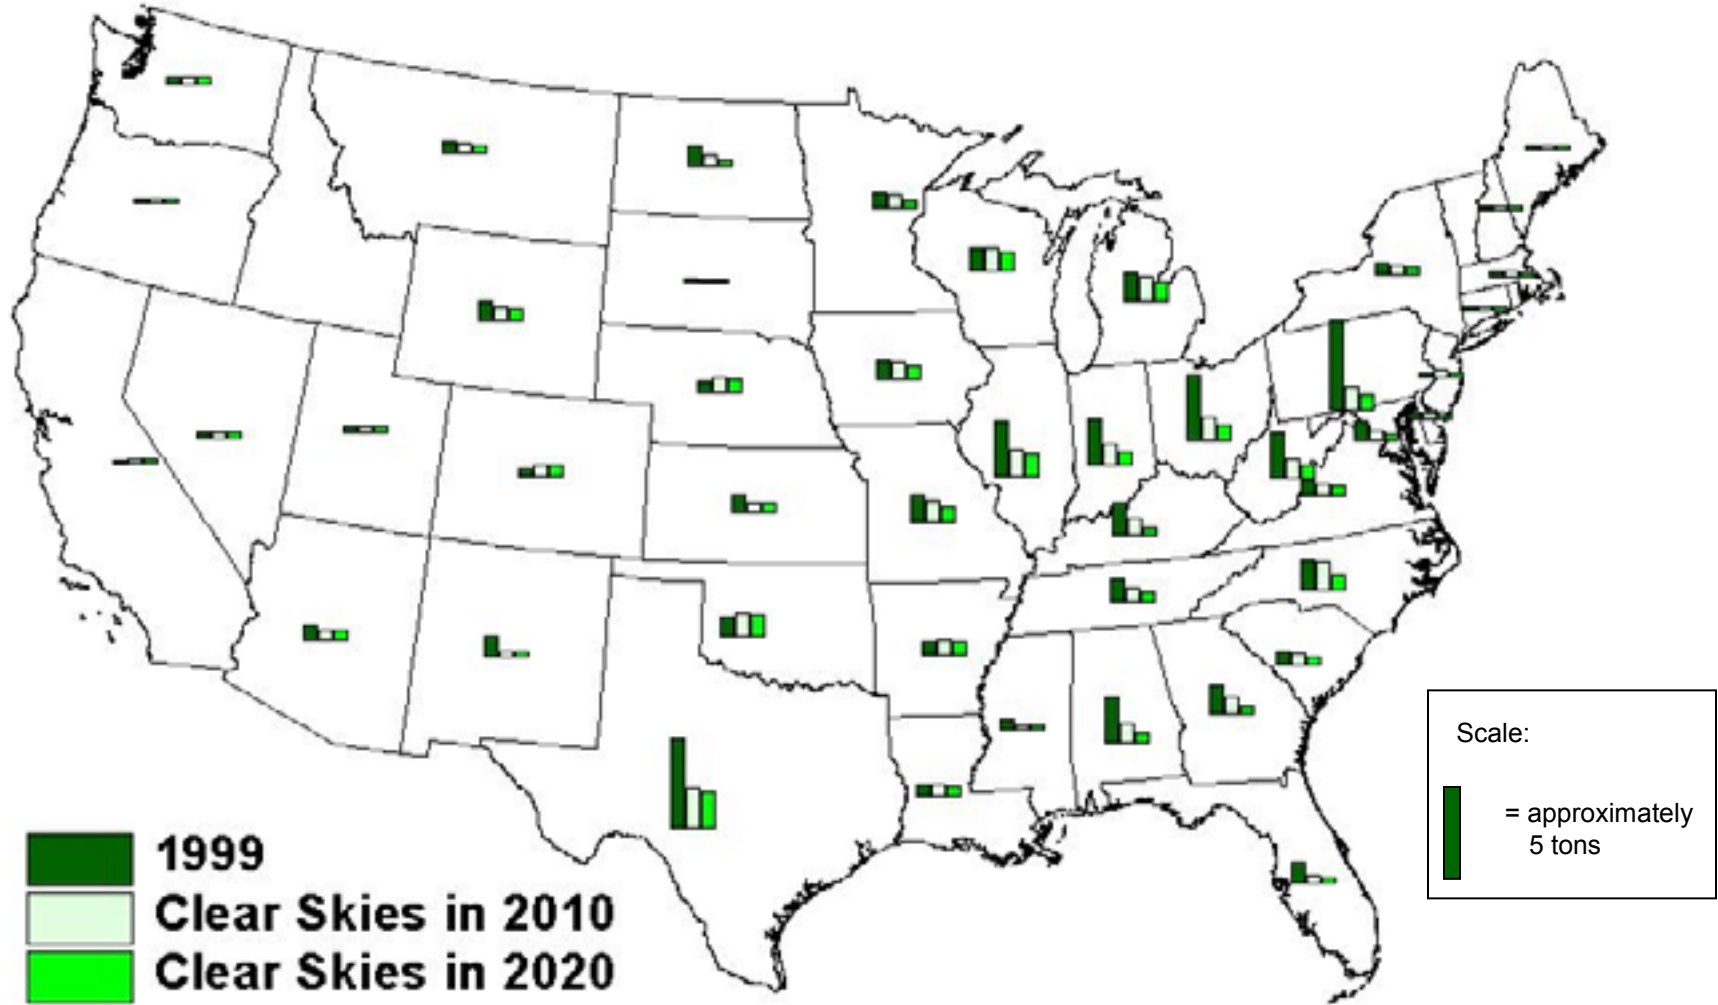 Scale:
= approximately
5 tons
1999
Clear Skies in 2010
Clear Skies in 2020